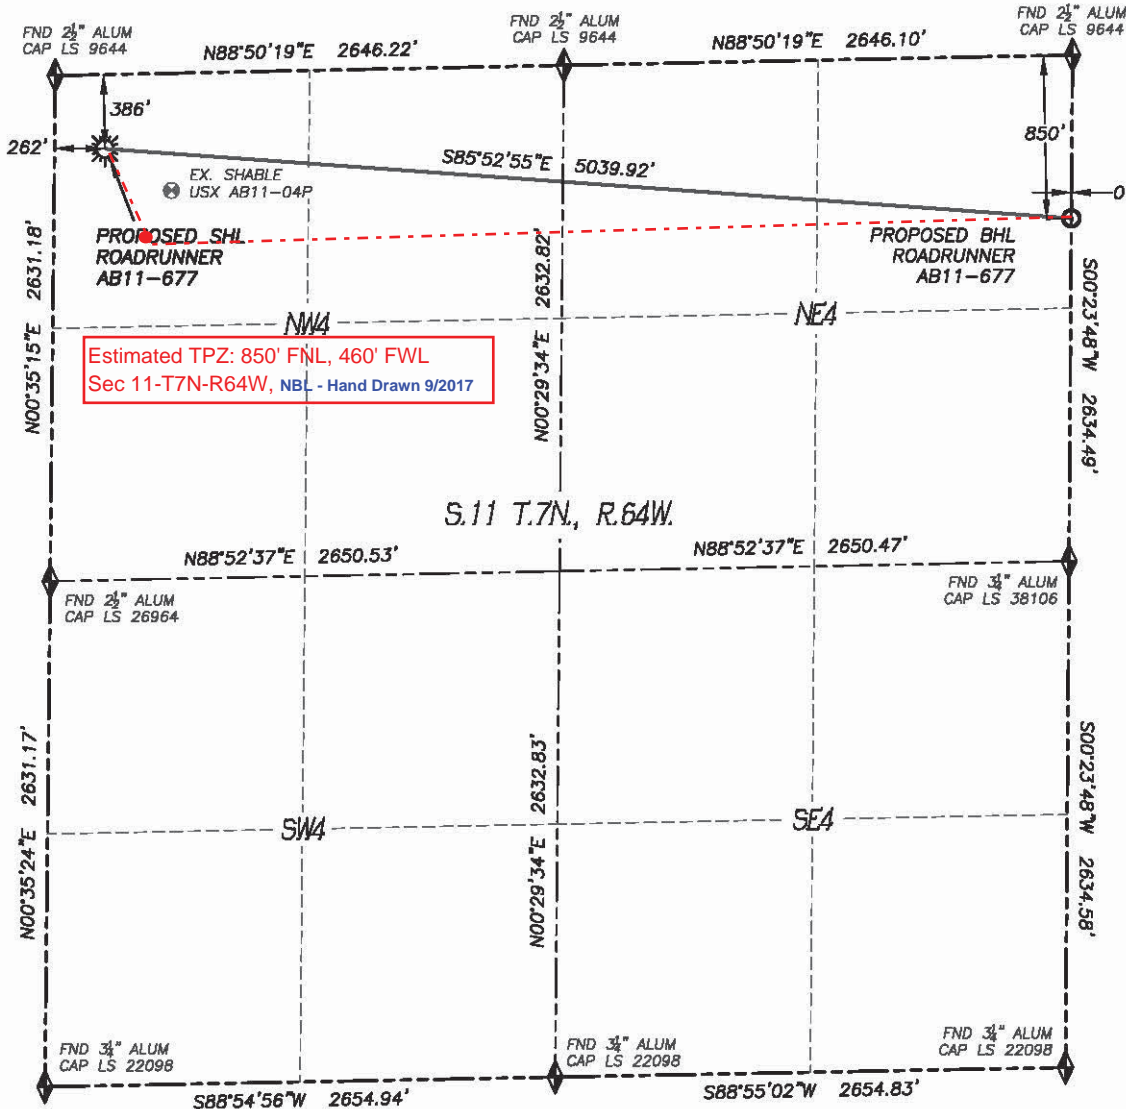 FND 2½" ALUM
CAP LS 9644
N88°50'19"E 2646.22'
FND 2½" ALUM
CAP LS 9644
N88°50'19"E 2646.10'
FND 2½" ALUM
CAP LS 9644
386'
262'
850'
0
S85°52'55"E 5039.92'
EX. SHABLE
USX AB11-04P
PROPOSED SHL
ROADRUNNER
AB11-677
PROPOSED BHL
ROADRUNNER
AB11-677
N00°35'15"E 2631.18'
N00°29'34"E 2632.82'
S00°23'48"W 2634.49'
NW4
NE4
Estimated TPZ: 850' FNL, 460' FWL
Sec 11-T7N-R64W, NBL - Hand Drawn 9/2017
S.11 T.7N., R.64W.
N88°52'37"E 2650.53'
N88°52'37"E 2650.47'
FND 2½" ALUM
CAP LS 26964
FND 3¼" ALUM
CAP LS 38106
N00°35'24"E 2631.17'
N00°29'34"E 2632.83'
S00°23'48"W 2634.58'
SW4
SE4
FND 3¼" ALUM
CAP LS 22098
FND 3¼" ALUM
CAP LS 22098
FND 3¼" ALUM
CAP LS 22098
S88°54'56"W 2654.94'
S88°55'02"W 2654.83'